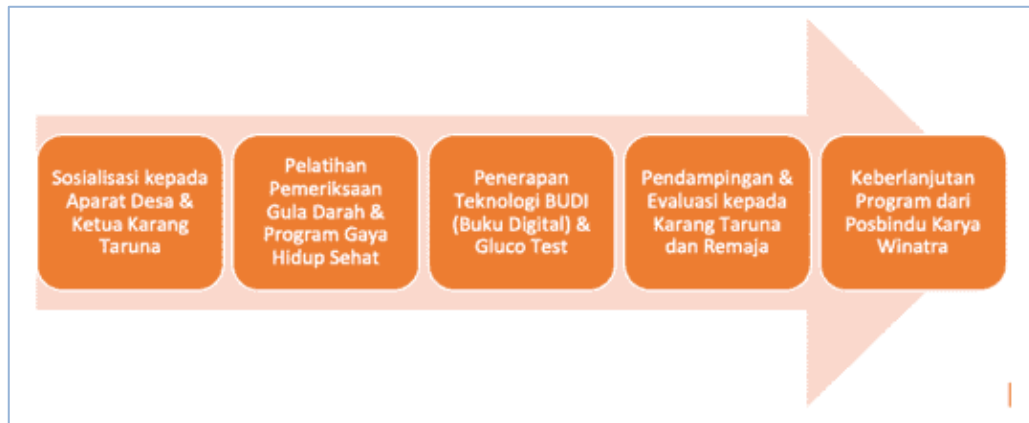 Sosialisasi kepada
Aparat Desa &
Ketua Karang
Taruna
Pelatihan
Pemeriksaan
Gula Darah &
Program Gaya
Hidup Sehat
Penerapan
Teknologi BUDI
(Buku Digital) &
Gluco Test
Pendampingan &
Evaluasi kepada
Karang Taruna
dan Remaja
Keberlanjutan
Program dari
Posbindu Karya
Winatra